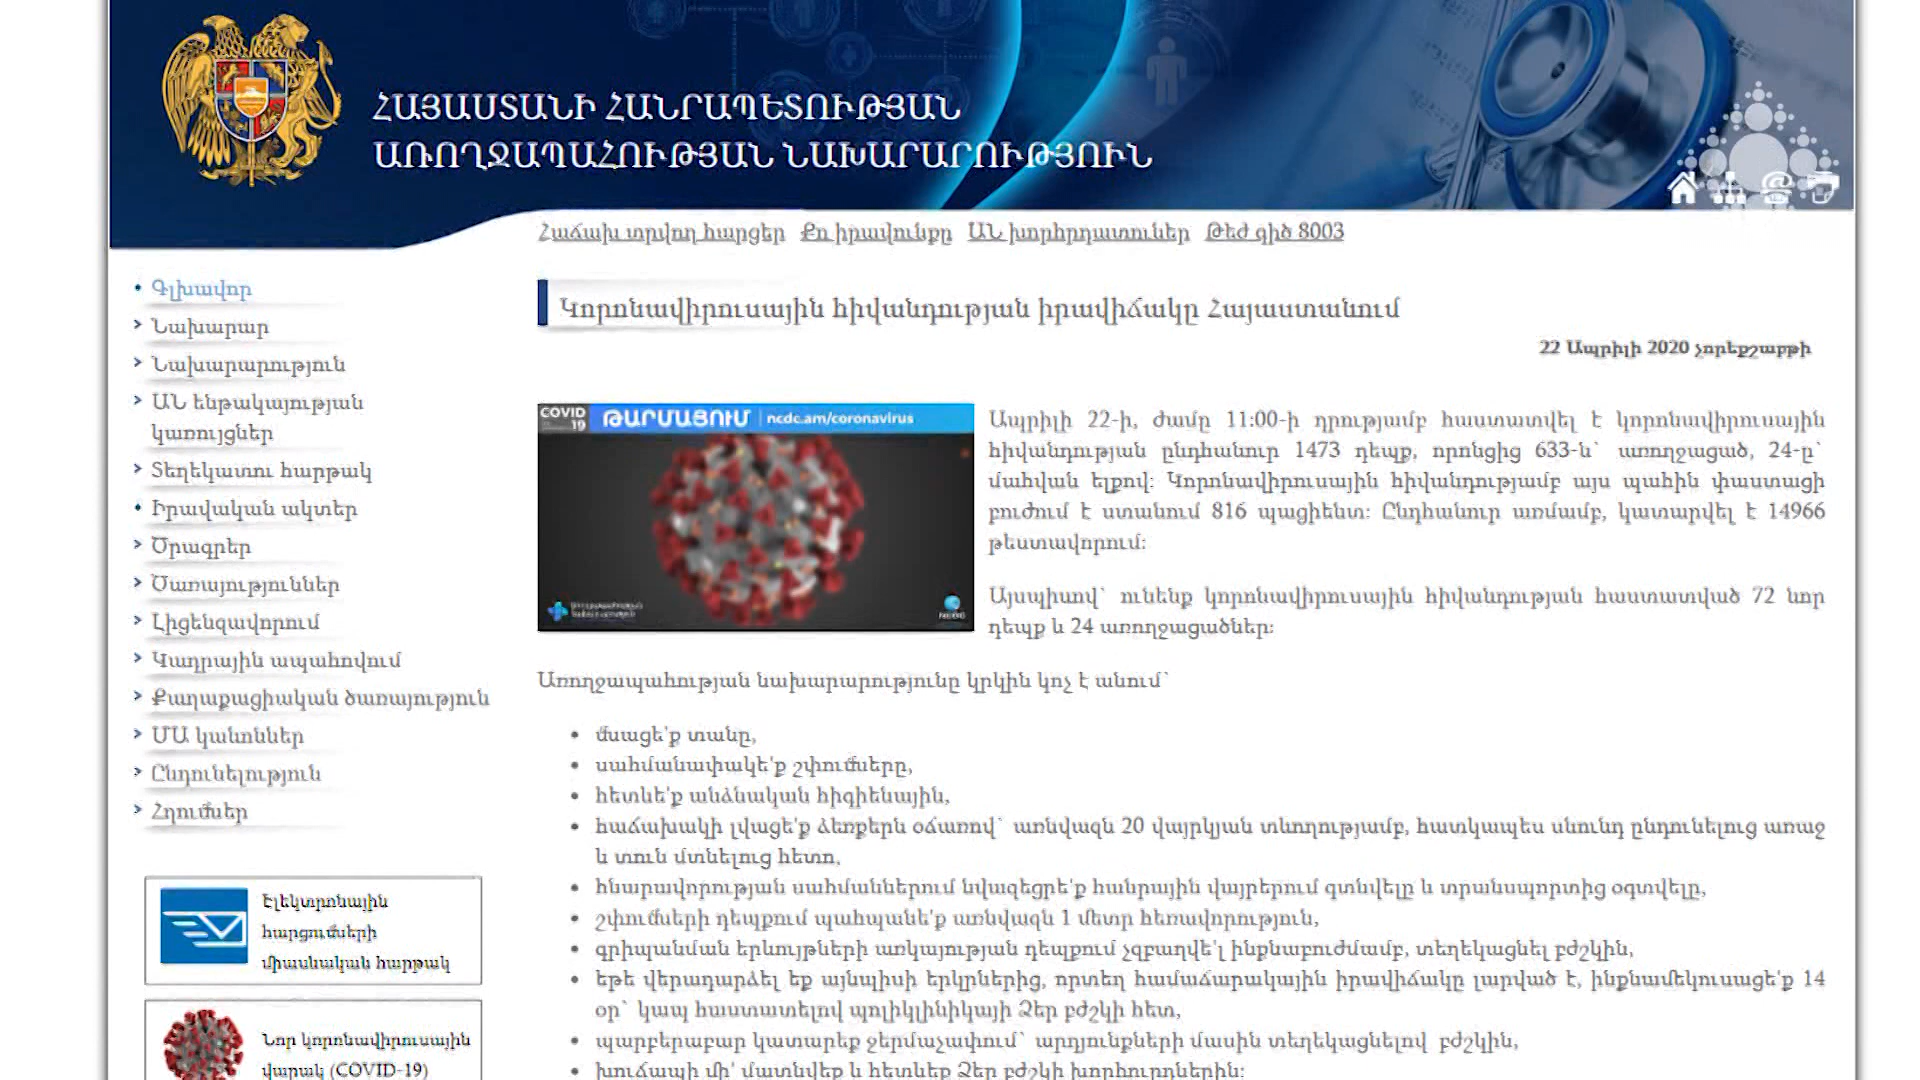 ՀԱՅԱՍՏԱՆԻ ՀԱՆՐԱՊԵՏՈՒԹՅԱՆ
ԱՌՈՂՋԱՊԱՀՈՒԹՅԱՆ ՆԱԽԱՐԱՐՈՒԹՅՈՒՆ
Հաճախ տրվող հարցեր Քո իրավունքը ԱՆ խորհրդատուներ Թեժ գիծ 8003
Գլխավոր
Նախարար
Նախարարություն
ԱՆ ենթակայության
կառույցներ
Տեղեկատու հարթակ
Իրավական ակտեր
Ծրագրեր
Ծառայություններ
Լիցենզավորում
Կադրային ապահովում
Քաղաքացիական ծառայություն
ՄԱ կանոններ
Ընդունելություն
Հղումներ
Էլեկտրոնային
հարցումների
միասնական հարթակ
Նոր կորոնավիրուսային
վարակ (COVID-19)
Կորոնավիրուսային հիվանդության իրավիճակը Հայաստանում
22 Ապրիլի 2020 չորեքշաբթի
COVID
19
ԹԱՐՄԱՑՈՒՄ
ncdc.am/coronavirus
Ապրիլի 22-ի, ժամը 11:00-ի դրությամբ հաստատվել է կորոնավիրուսային
հիվանդության ընդհանուր 1473 դեպք, որոնցից 633-ն` առողջացած, 24-ը`
մահվան ելքով: Կորոնավիրուսային հիվանդությամբ այս պահին փաստացի
բուժում է ստանում 816 պացիենտ: Ընդհանուր առմամբ, կատարվել է 14966
թեստավորում:
Այսպիսով` ունենք կորոնավիրուսային հիվանդության հաստատված 72 նոր
դեպք և 24 առողջացածներ:
Առողջապահության նախարարությունը կրկին կոչ է անում`
մնացե'ք տանը,
սահմանափակե'ք շփումները,
հետևե'ք անձնական հիգիենային,
հաճախակի լվացե'ք ձեռքերն օճառով` առնվազն 20 վայրկյան տևողությամբ, հատկապես սնունդ ընդունելուց առաջ
և տուն մտնելուց հետո,
հնարավորության սահմաններում նվազեցրե'ք հանրային վայրերում գտնվելը և տրանսպորտից օգտվելը,
շփումների դեպքում պահպանե'ք առնվազն 1 մետր հեռավորություն,
գրիպանման երևույթների առկայության դեպքում չզբաղվե'լ ինքնաբուժմամբ, տեղեկացնել բժշկին,
եթե վերադարձել եք այնպիսի երկրներից, որտեղ համաճարակային իրավիճակը լարված է, ինքնամեկուսացե'ք 14
օր` կապ հաստատելով պոլիկլինիկայի Ձեր բժշկի հետ,
պարբերաբար կատարեք ջերմաչափում` արդյունքների մասին տեղեկացնելով բժշկին,
խուճապի մի' մատնվեք և հետևեք Ձեր բժշկի խորհուրդներին: